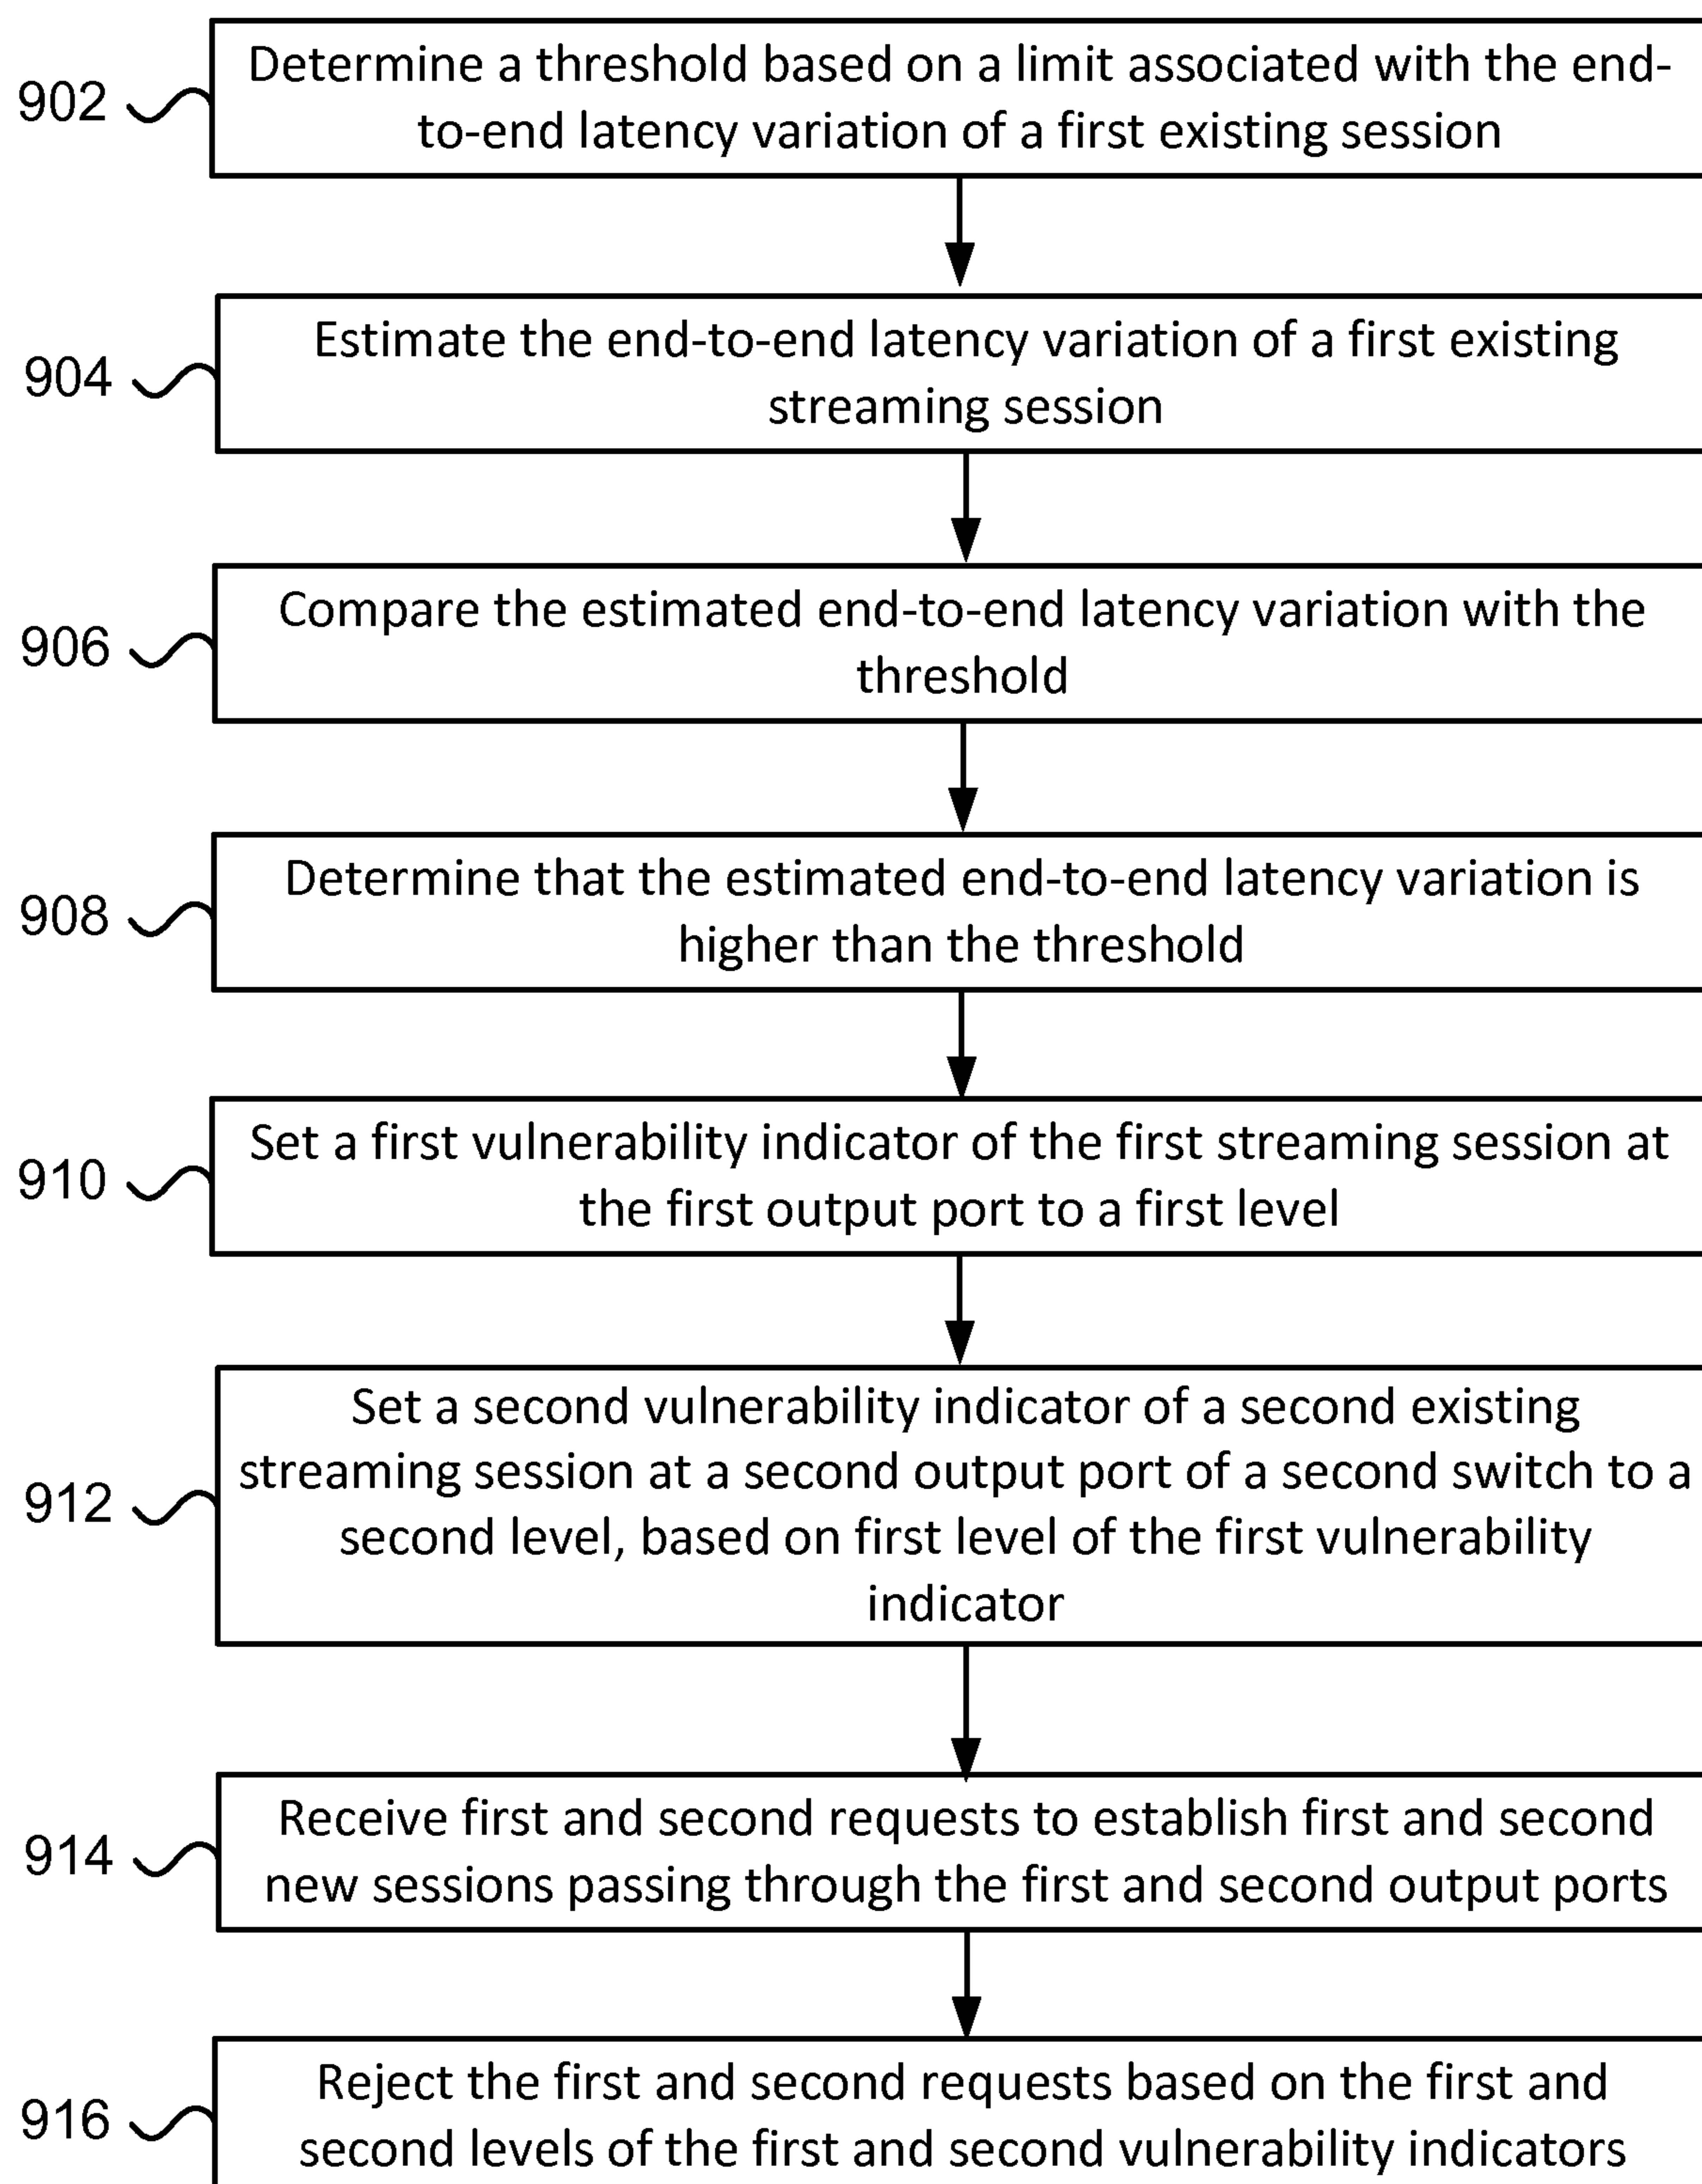 902
Determine a threshold based on a limit associated with the end-
to-end latency variation of a first existing session
904
Estimate the end-to-end latency variation of a first existing
streaming session
906
Compare the estimated end-to-end latency variation with the
threshold
908
Determine that the estimated end-to-end latency variation is
higher than the threshold
910
Set a first vulnerability indicator of the first streaming session at
the first output port to a first level
912
Set a second vulnerability indicator of a second existing
streaming session at a second output port of a second switch to a
second level, based on first level of the first vulnerability
indicator
914
Receive first and second requests to establish first and second
new sessions passing through the first and second output ports
916
Reject the first and second requests based on the first and
second levels of the first and second vulnerability indicators